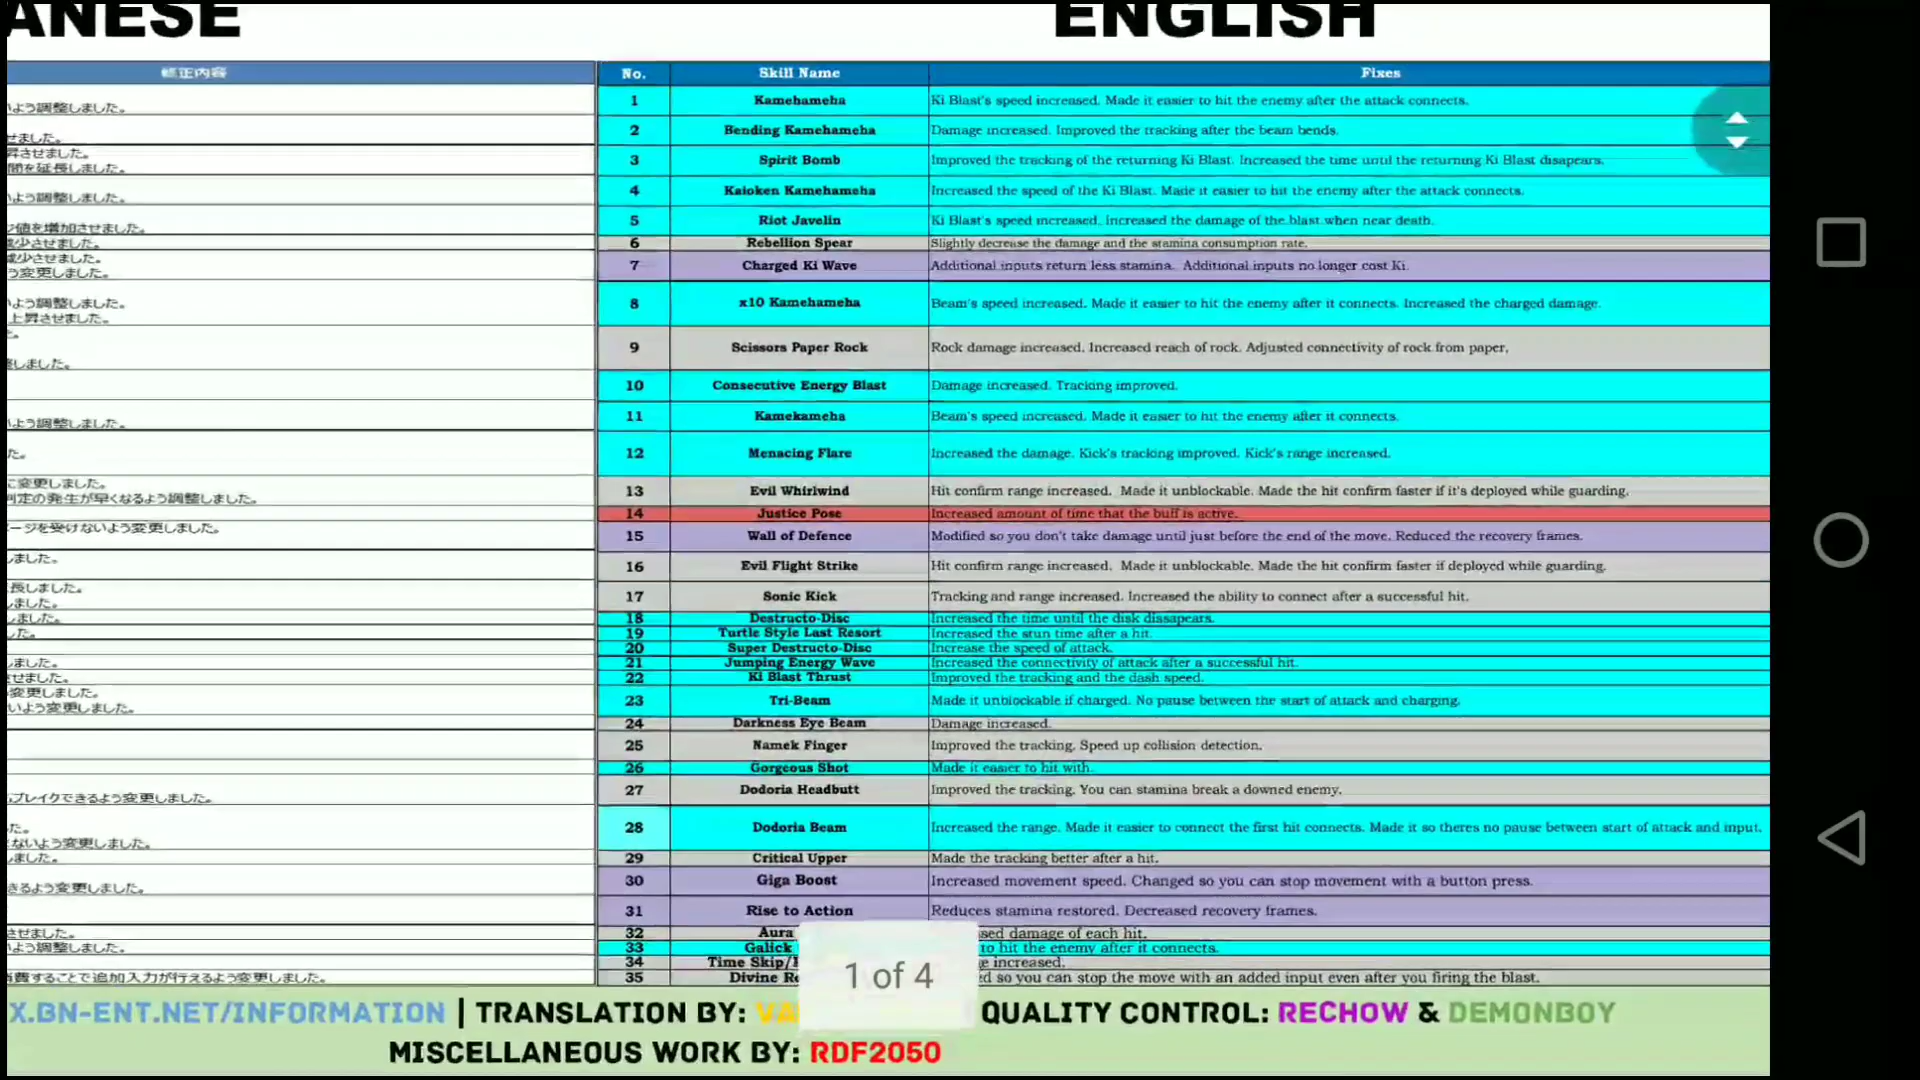 ANESE
ENGLISH
修正内容
No. Skill Name Fixes
いよう調整しました。
1 Kamehameha Ki Blast's speed increased. Made it easier to hit the enemy after the attack connects.
せました。
2 Bending Kamehameha Damage increased. Improved the tracking after the beam bends.
昇させました。
間を延長しました。
3 Spirit Bomb Improved the tracking of the returning Ki Blast. Increased the time until the returning Ki Blast disapears.
いよう調整しました。
4 Kaioken Kamehameha Increased the speed of the Ki Blast. Made it easier to hit the enemy after the attack connects.
ジ値を増加させました。
5 Riot Javelin Ki Blast's speed increased. Increased the damage of the blast when near death.
減少させました。
6 Rebellion Spear Slightly decrease the damage and the stamina consumption rate.
減少させました。
う変更しました。
7 Charged Ki Wave Additional inputs return less stamina. Additional inputs no longer cost Ki.
いよう調整しました。
上昇させました。
8 x10 Kamehameha Beam's speed increased. Made it easier to hit the enemy after it connects. Increased the charged damage.
た。
しました。
9 Scissors Paper Rock Rock damage increased. Increased reach of rock. Adjusted connectivity of rock from paper.
10 Consecutive Energy Blast Damage increased. Tracking improved.
いよう調整しました。
11 Kamekameha Beam's speed increased. Made it easier to hit the enemy after it connects.
た。
12 Menacing Flare Increased the damage. Kick's tracking improved. Kick's range increased.
に変更しました。
判定の発生が早くなるよう調整しました。
13 Evil Whirlwind Hit confirm range increased. Made it unblockable. Made the hit confirm faster if it's deployed while guarding.
14 Justice Pose Increased amount of time that the buff is active.
ージを受けないよう変更しました。
15 Wall of Defence Modified so you don't take damage until just before the end of the move. Reduced the recovery frames.
しました。
16 Evil Flight Strike Hit confirm range increased. Made it unblockable. Made the hit confirm faster if deployed while guarding.
長しました。
しました。
17 Sonic Kick Tracking and range increased. Increased the ability to connect after a successful hit.
しました。
18 Destructo-Disc Increased the time until the disk dissapears.
した。
19 Turtle Style Last Resort Increased the stun time after a hit.
20 Super Destructo-Disc Increase the speed of attack.
ました。
21 Jumping Energy Wave Increased the connectivity of attack after a successful hit.
させました。
22 Ki Blast Thrust Improved the tracking and the dash speed.
変更しました。
いよう変更しました。
23 Tri-Beam Made it unblockable if charged. No pause between the start of attack and charging.
24 Darkness Eye Beam Damage increased.
25 Namek Finger Improved the tracking. Speed up collision detection.
26 Gorgeous Shot Made it easier to hit with.
ブレイクできるよう変更しました。
27 Dodoria Headbutt Improved the tracking. You can stamina break a downed enemy.
た。
ないよう変更しました。
28 Dodoria Beam Increased the range. Made it easier to connect the first hit connects. Made it so theres no pause between start of attack and input.
ました。
29 Critical Upper Made the tracking better after a hit.
きるよう変更しました。
30 Giga Boost Increased movement speed. Changed so you can stop movement with a button press.
31 Rise to Action Reduces stamina restored. Decreased recovery frames.
させました。
32 Aura sed damage of each hit.
いよう調整しました。
33 Galick to hit the enemy after it connects.
34 Time Skip/ e increased.
消費することで追加入力が行えるよう変更しました。
35 Divine Re d so you can stop the move with an added input even after you firing the blast.
1 of 4
X.BN-ENT.NET/INFORMATION | TRANSLATION BY: VA QUALITY CONTROL: RECHOW & DEMONBOY
MISCELLANEOUS WORK BY: RDF2050